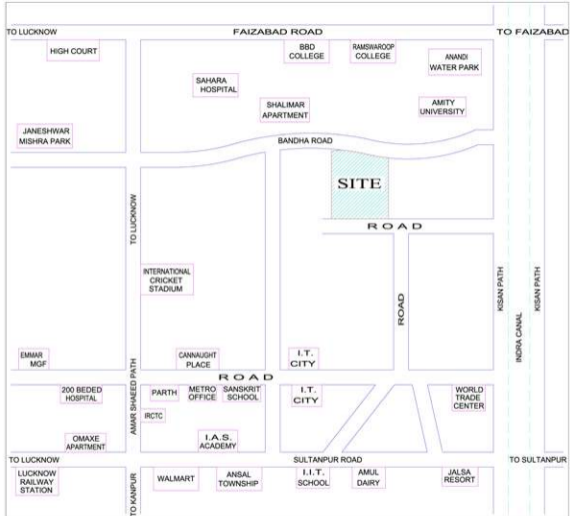 TO LUCKNOW
FAIZABAD ROAD
TO FAIZABAD
HIGH COURT
BBD
COLLEGE
RAMSWAROOP
COLLEGE
ANANDI
WATER PARK
SAHARA
HOSPITAL
SHALIMAR
APARTMENT
AMITY
UNIVERSITY
JANESHWAR
MISHRA PARK
BANDHA ROAD
SITE
ROAD
TO LUCKNOW
INTERNATIONAL
CRICKET
STADIUM
ROAD
KISAN PATH
INDRA CANAL
KISAN PATH
EMMAR
MGF
CANNAUGHT
PLACE
I.T.
CITY
ROAD
AMAR SHAEED PATH
200 BEDED
HOSPITAL
PARTH
METRO
OFFICE
SANSKRIT
SCHOOL
I.T.
CITY
WORLD
TRADE
CENTER
IRCTC
OMAXE
APARTMENT
I.A.S.
ACADEMY
TO LUCKNOW
SULTANPUR ROAD
TO SULTANPUR
LUCKNOW
RAILWAY
STATION
TO KANPUR
WALMART
ANSAL
TOWNSHIP
I.I.T.
SCHOOL
AMUL
DAIRY
JALSA
RESORT